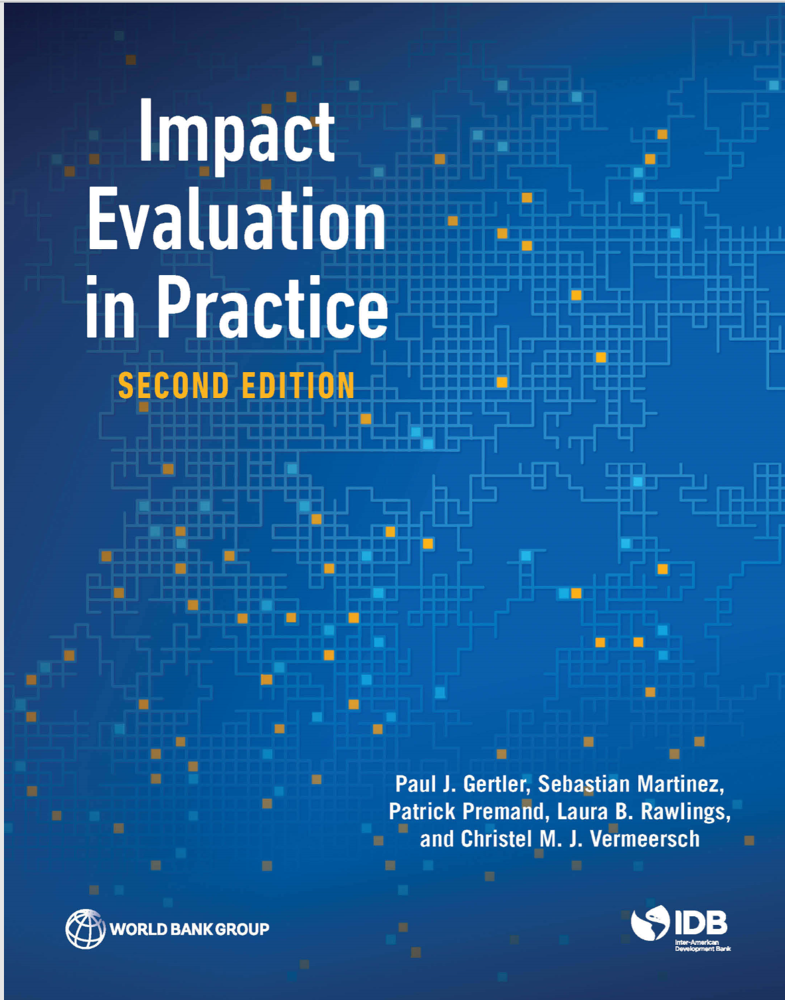 Impact
Evaluation
in Practice
SECOND EDITION
Paul J. Gertler, Sebastian Martinez,
Patrick Premand, Laura B. Rawlings,
and Christel M. J. Vermeersch
WORLD BANK GROUP
IDB
Inter-American
Development Bank